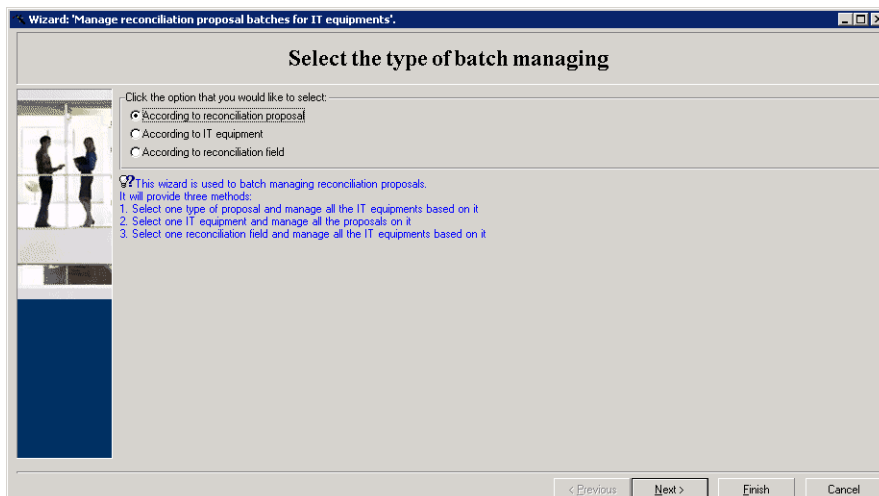 Wizard: 'Manage reconciliation proposal batches for IT equipments'.
Select the type of batch managing
Click the option that you would like to select:
According to reconciliation proposal
According to IT equipment
According to reconciliation field
This wizard is used to batch managing reconciliation proposals.
It will provide three methods:
1. Select one type of proposal and manage all the IT equipments based on it
2. Select one IT equipment and manage all the proposals on it
3. Select one reconciliation field and manage all the IT equipments based on it
< Previous Next > Finish Cancel